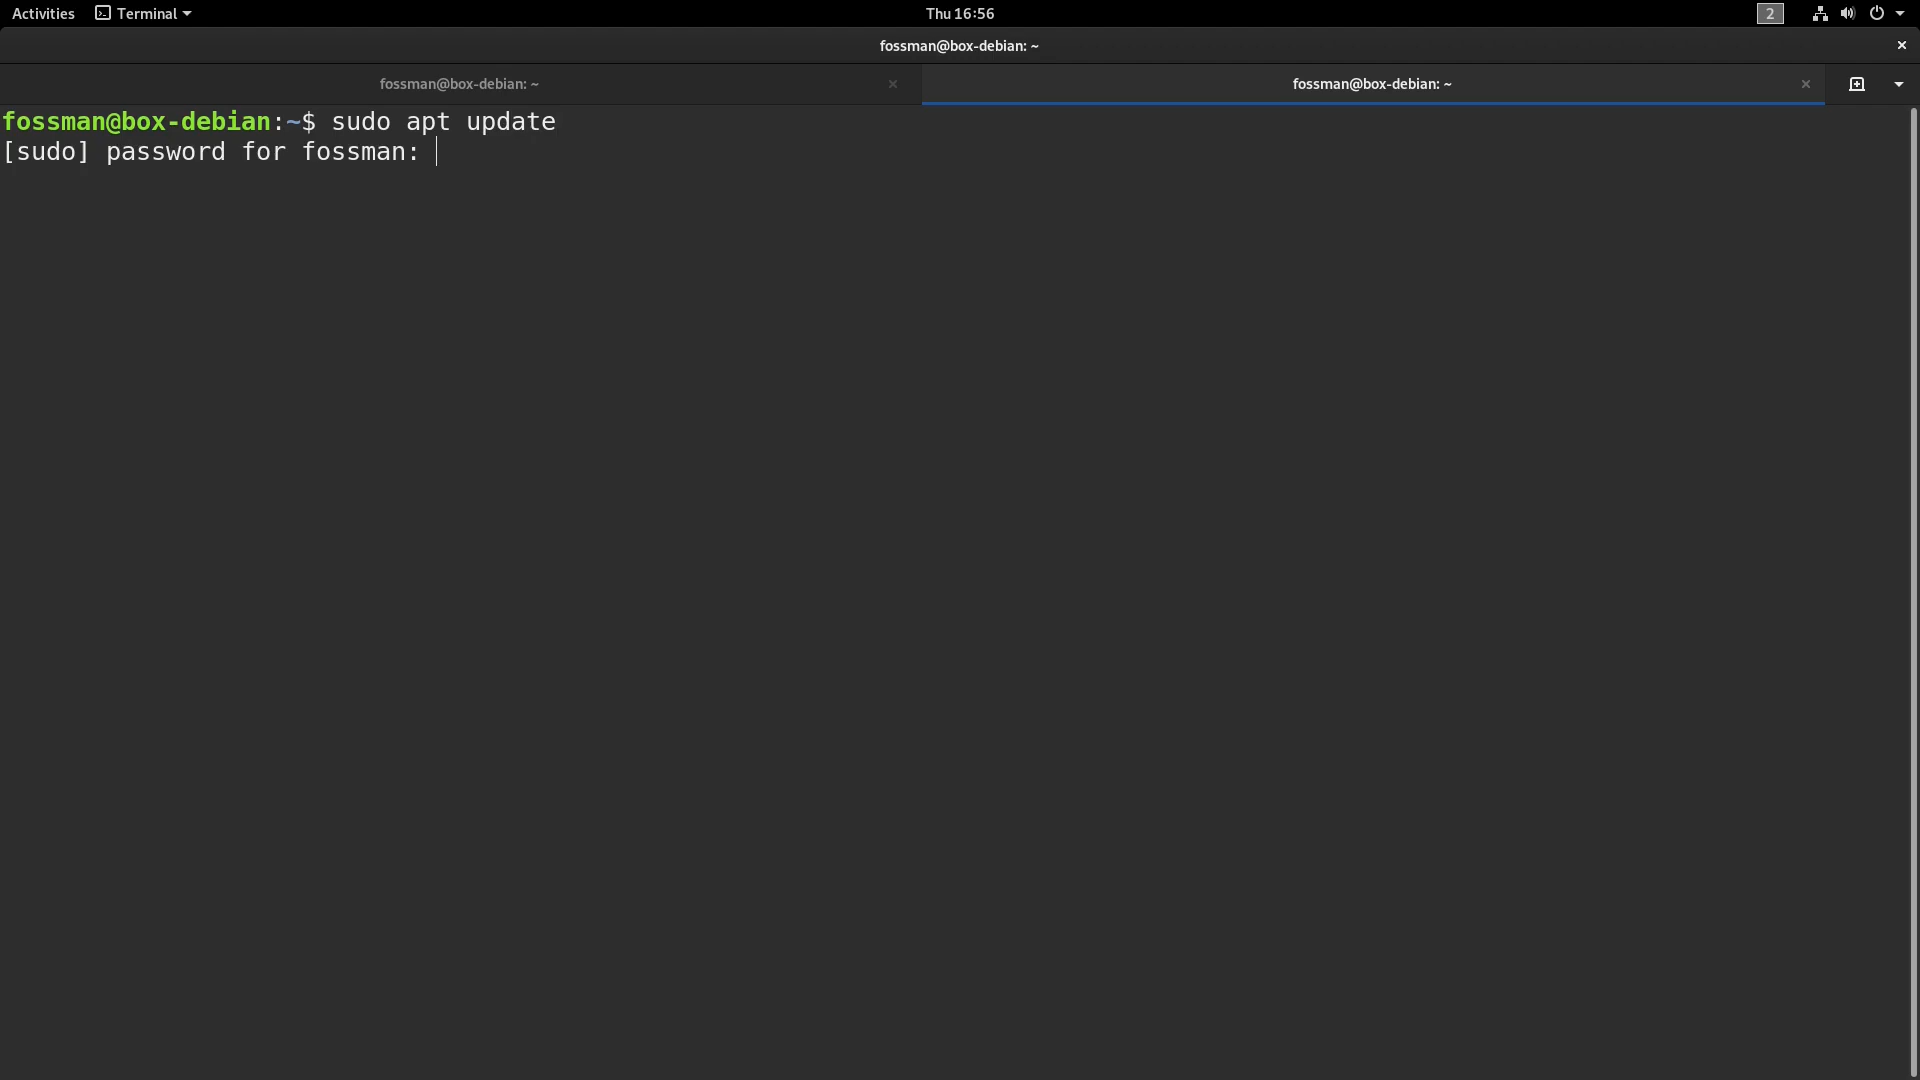 Activities Terminal Thu 16:56 2
fossman@box-debian: ~
fossman@box-debian: ~ fossman@box-debian: ~
fossman@box-debian:~$ sudo apt update
[sudo] password for fossman: